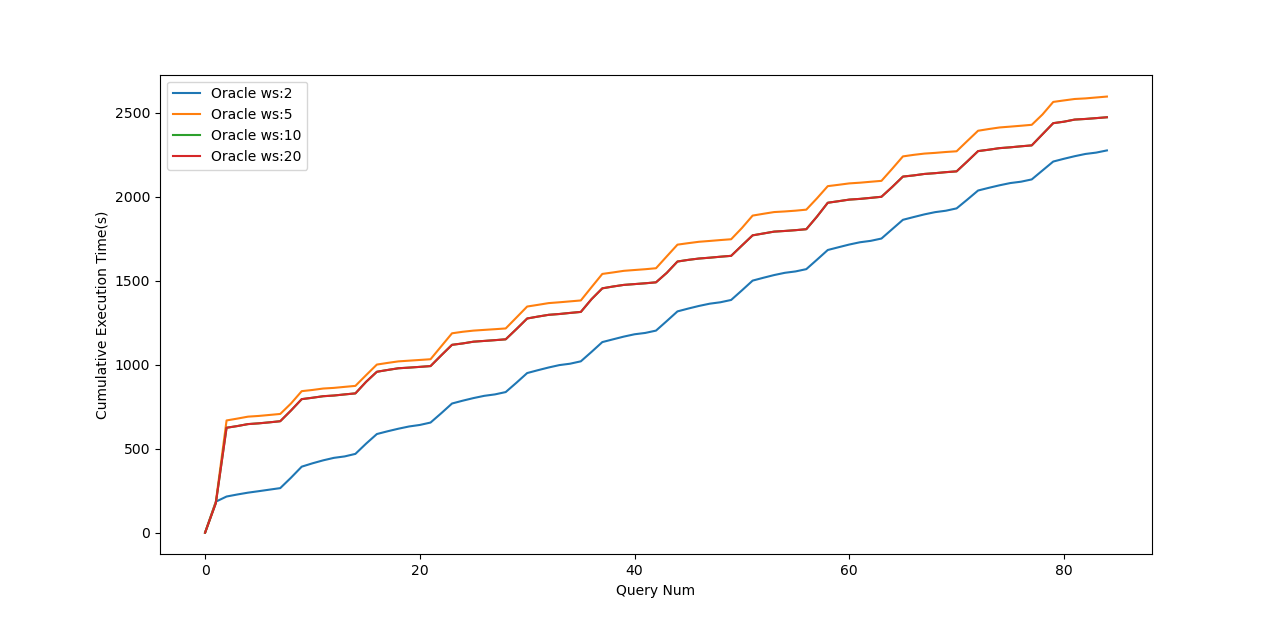 Oracle ws:2
Oracle ws:5
Oracle ws:10
Oracle ws:20
Cumulative Execution Time(s)
2500
2000
1500
1000
500
0
0 20 40 60 80
Query Num